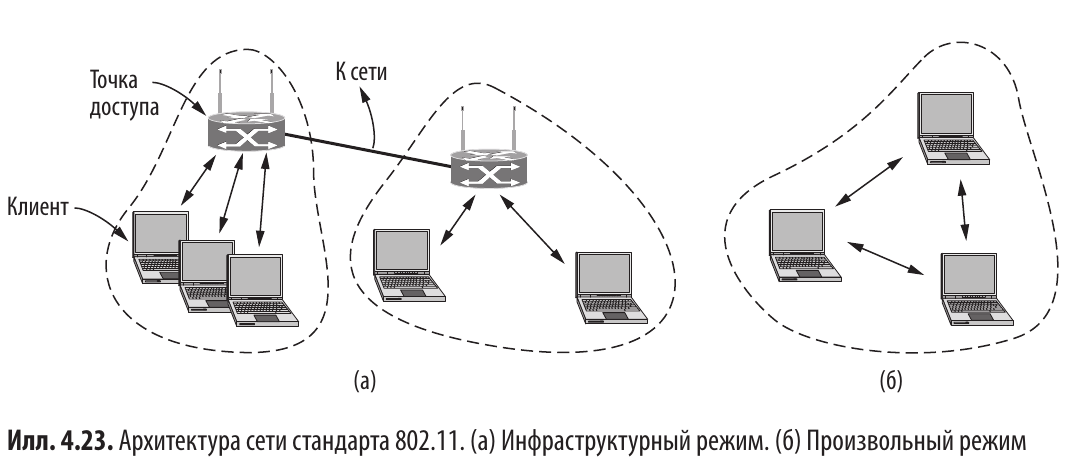 Точка
доступа
К сети
Клиент
(а)
(б)
Илл. 4.23. Архитектура сети стандарта 802.11. (а) Инфраструктурный режим. (б) Произвольный режим